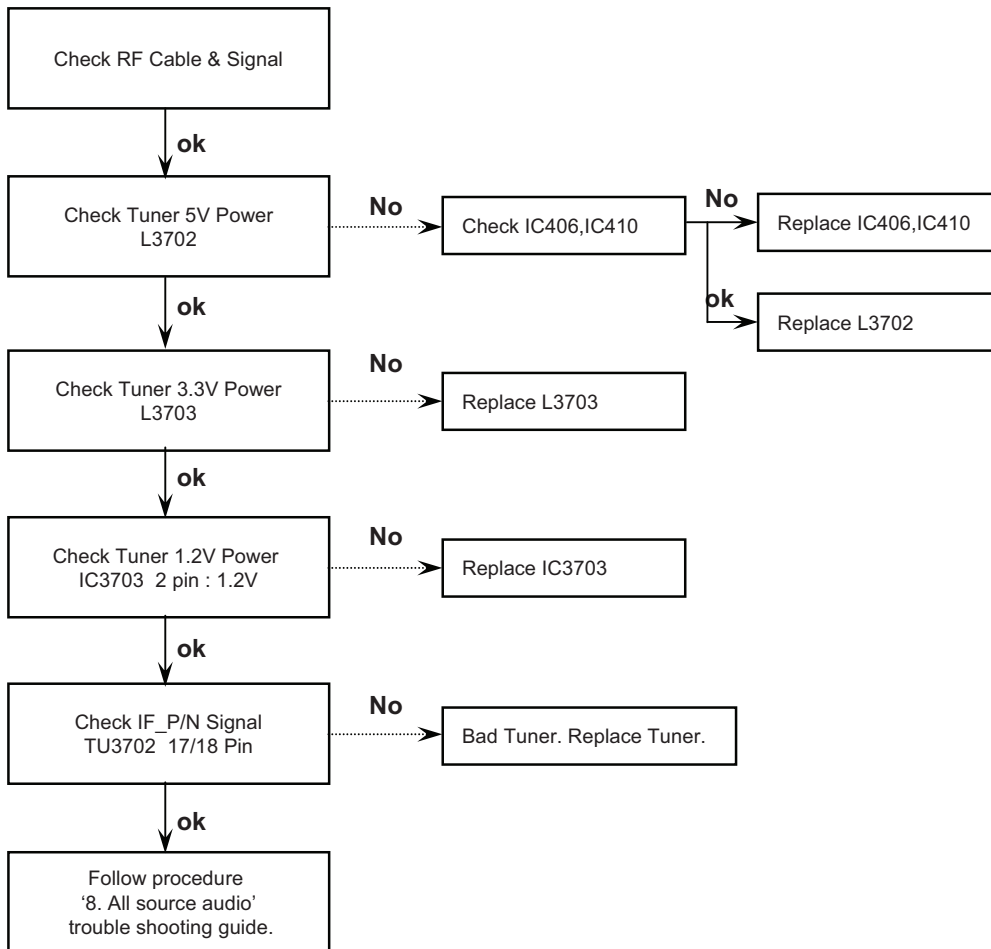 Check RF Cable & Signal
ok
Check Tuner 5V Power
L3702
No
Check IC406,IC410
No
Replace IC406,IC410
ok
Replace L3702
ok
Check Tuner 3.3V Power
L3703
No
Replace L3703
ok
Check Tuner 1.2V Power
IC3703 2 pin : 1.2V
No
Replace IC3703
ok
Check IF_P/N Signal
TU3702 17/18 Pin
No
Bad Tuner. Replace Tuner.
ok
Follow procedure
‘8. All source audio’
trouble shooting guide.